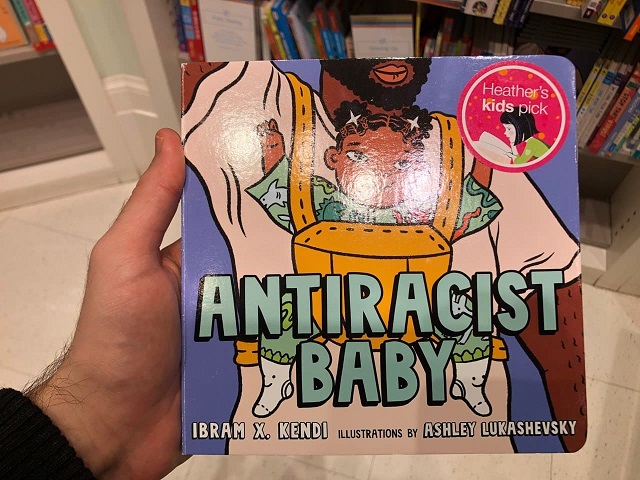 Heather's
kids pick
ANTIRACIST
BABY
IBRAM X. KENDI ILLUSTRATIONS BY ASHLEY LUKASHEVSKY